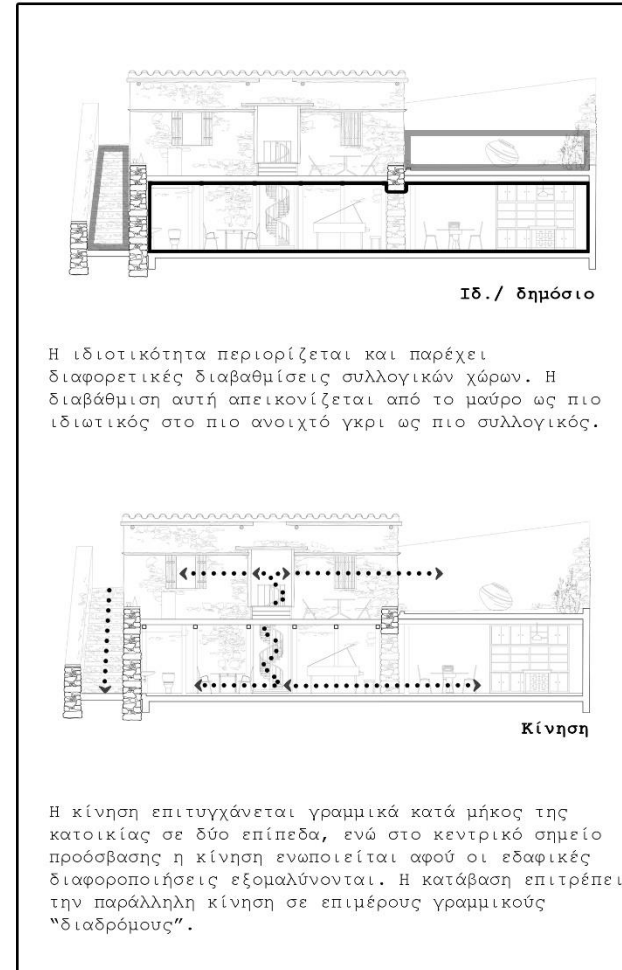 Ιδ./ δημόσιο
Η ιδιοτικότητα περιορίζεται και παρέχει
διαφορετικές διαβαθμίσεις συλλογικών χώρων. Η
διαβάθμιση αυτή απεικονίζεται από το μαύρο ως πιο
ιδιωτικός στο πιο ανοιχτό γκρι ως πιο συλλογικός.
Κίνηση
Η κίνηση επιτυγχάνεται γραμμικά κατά μήκος της
κατοικίας σε δύο επίπεδα, ενώ στο κεντρικό σημείο
προόσβασης η κίνηση ενωποιείται αφού οι εδαφικές
διαφοροποιήσεις εξομαλύνονται. Η κατάβαση επιτρέπει
την παράλληλη κίνηση σε επιμέρους γραμμικούς
“διαδρόμους”.